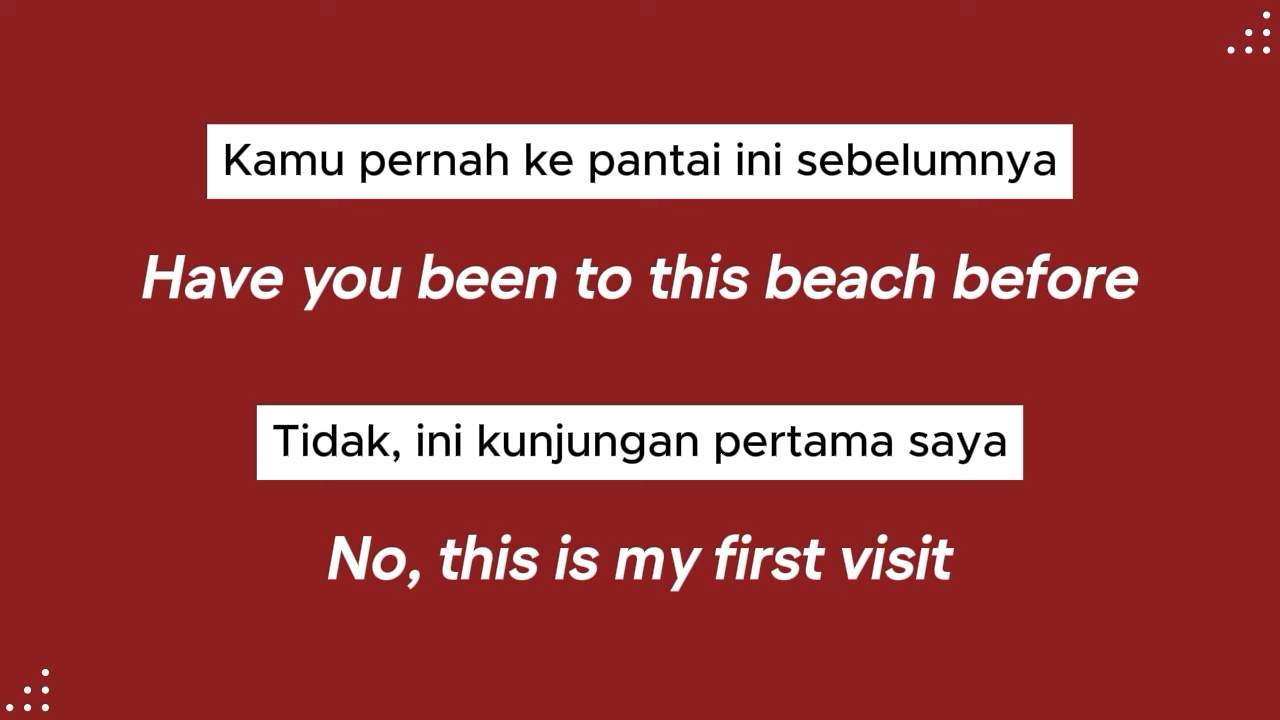 Kamu pernah ke pantai ini sebelumnya
Have you been to this beach before
Tidak, ini kunjungan pertama saya
No, this is my first visit